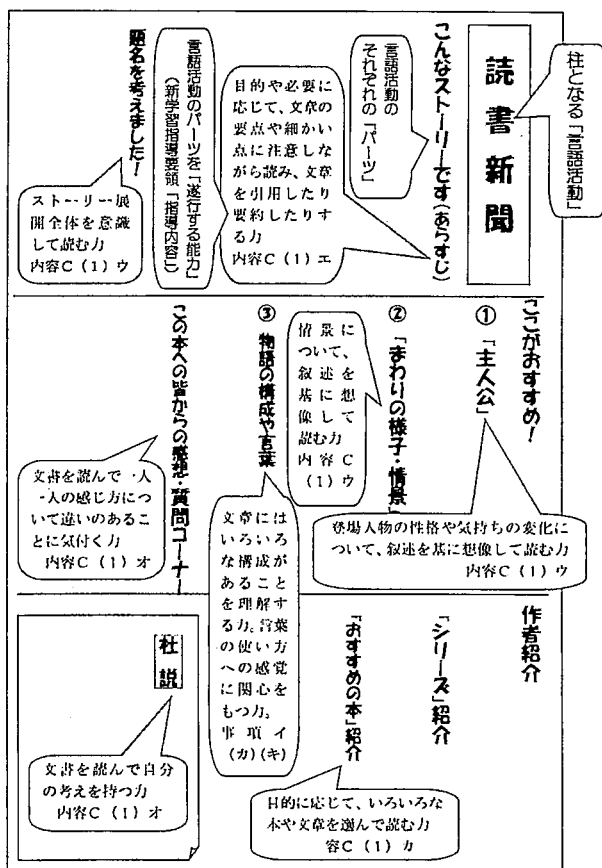 柱となる「言語活動」
読書新聞
こんなストーリーです(あらすじ)
言語活動の
それぞれの「パーツ」
目的や必要に
応じて、文章の
要点や細かい
点に注意しな
がら読み、文章
を引用したり
要約したりす
る力
内容C(1)エ
言語活動のパーツを「遂行する能力」
(新学習指導要領「指導内容」)
題名を考えました!
ストーリー展
開全体を意識
して読む力
内容C(1)ウ
ここがおすすめ!
①「主人公」
登場人物の性格や気持ちの変化に
ついて、叙述を基に想像して読む力
内容C(1)ウ
②「まわりの様子・情景」
情景に
ついて、
叙述を
基に想
像して
読む力
内容C
(1)ウ
③物語の構成や言葉
文章には
いろいろ
な構成が
あること
を理解す
る力。言葉
の使い方
への感覚
に関心を
もつ力。
事項イ
(カ)(キ)
この本への皆からの感想・質問コーナー
文書を読んで一人
一人の感じ方につ
いて違いのあるこ
とに気付く力
内容C(1)オ
作者紹介
「シリーズ」紹介
「おすすめの本」紹介
目的に応じて、いろいろな
本や文章を選んで読む力
容C(1)カ
社説
文書を読んで自分
の考えを持つ力
内容C(1)オ